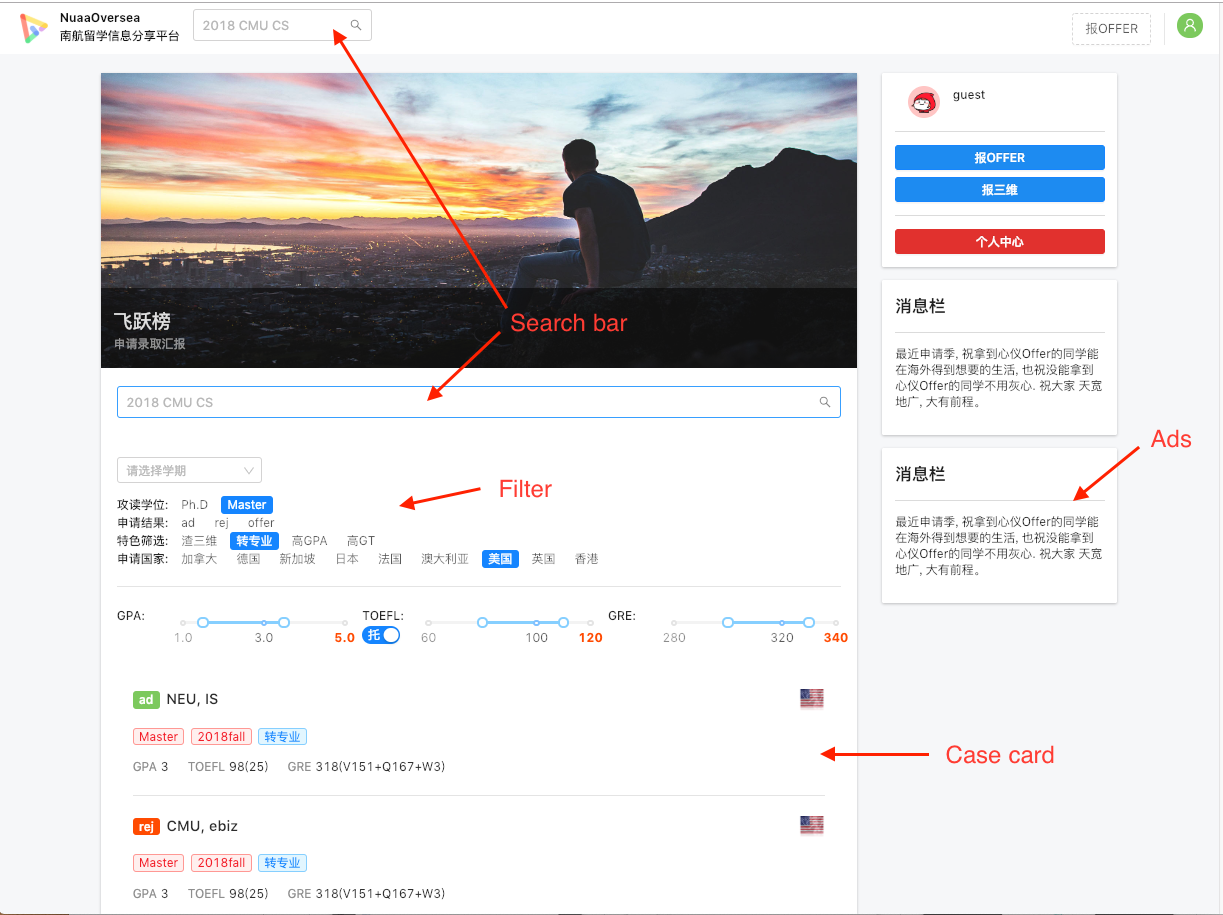 NuaaOversea
南航留学信息分享平台
2018 CMU CS
报OFFER
guest
报OFFER
报三维
个人中心
飞跃榜
申请录取汇报
Search bar
消息栏
最近申请季, 祝拿到心仪Offer的同学能
在海外得到想要的生活, 也祝没能拿到
心仪Offer的同学不用灰心. 祝大家 天宽
地广, 大有前程。
2018 CMU CS
Ads
消息栏
最近申请季, 祝拿到心仪Offer的同学能
在海外得到想要的生活, 也祝没能拿到
心仪Offer的同学不用灰心. 祝大家 天宽
地广, 大有前程。
请选择学期
Filter
攻读学位: Ph.D Master
申请结果: ad rej offer
特色筛选: 渣三维 转专业 高GPA 高GT
申请国家: 加拿大 德国 新加坡 日本 法国 澳大利亚 美国 英国 香港
GPA: 1.0 3.0 5.0
TOEFL: 托 60 100 120
GRE: 280 320 340
ad NEU, IS
Master 2018fall 转专业
GPA 3 TOEFL 98(25) GRE 318(V151+Q167+W3)
Case card
rej CMU, ebiz
Master 2018fall 转专业
GPA 3 TOEFL 98(25) GRE 318(V151+Q167+W3)